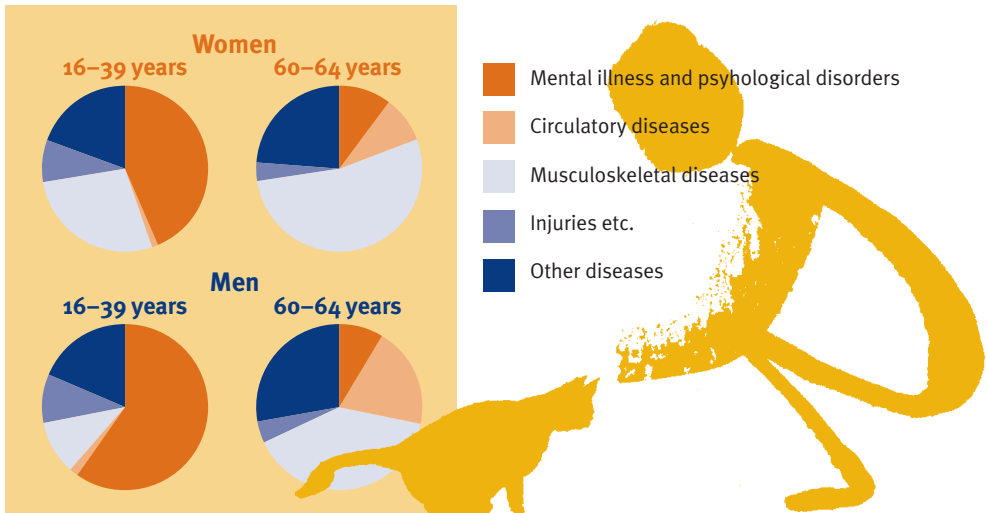 Women
16–39 years
60–64 years
Men
16–39 years
60–64 years
Mental illness and psyhological disorders
Circulatory diseases
Musculoskeletal diseases
Injuries etc.
Other diseases